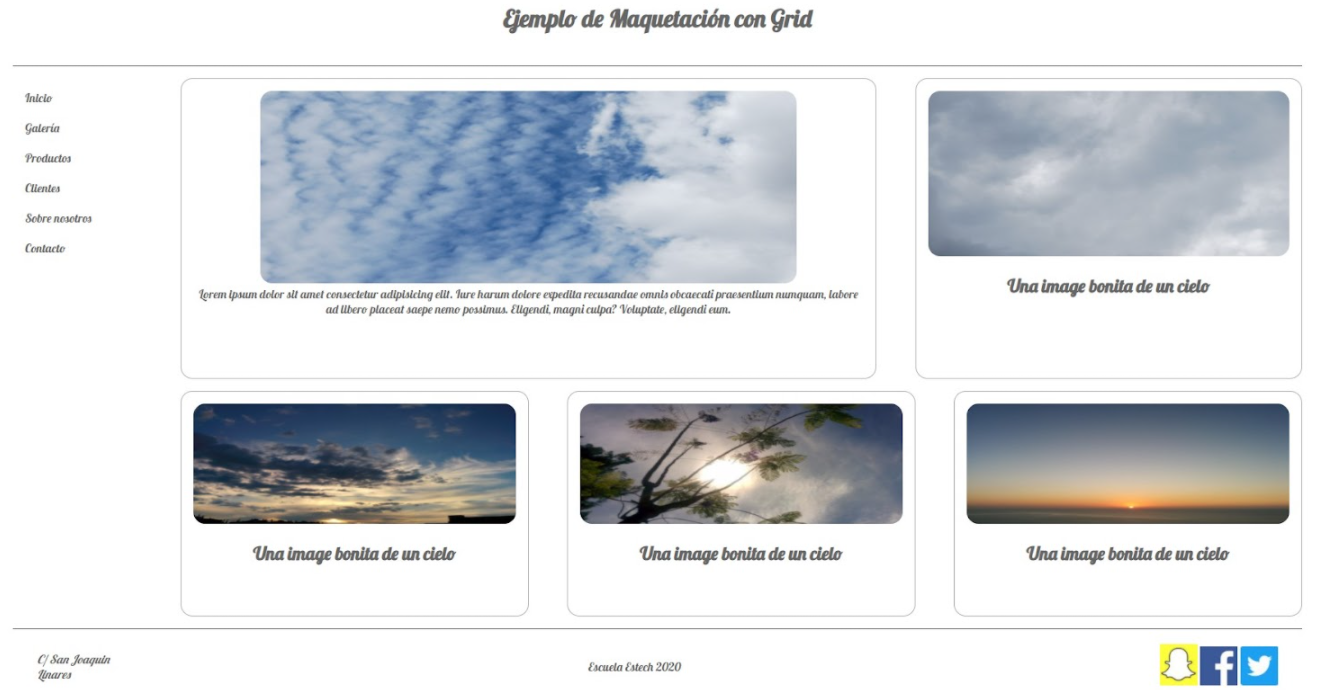 Ejemplo de Maquetación con Grid
Inicio
Galería
Productos
Clientes
Sobre nosotros
Contacto
Lorem ipsum dolor sit amet consectetur adipisicing elit. Iure harum dolore expedita recusandae omnis obcaecati praesentium numquam, labore
ad libero placeat saepe nemo possimus. Eligendi, magni culpa? Voluptate, eligendi eum.
Una image bonita de un cielo
Una image bonita de un cielo
Una image bonita de un cielo
Una image bonita de un cielo
C/ San Joaquin
Linares
Escuela Estech 2020